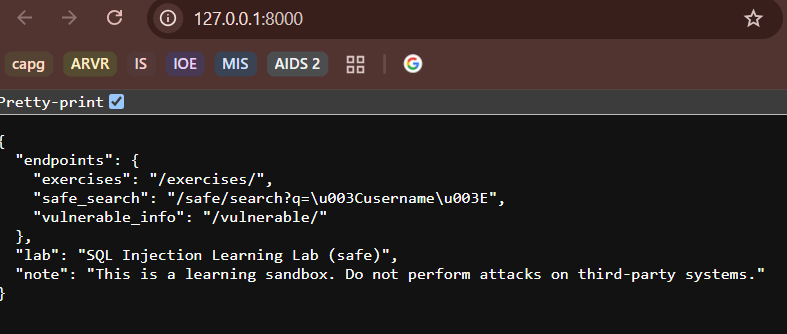 127.0.0.1:8000
capg ARVR IS IOE MIS AIDS 2
Pretty-print
{
"endpoints": {
"exercises": "/exercises/",
"safe_search": "/safe/search?q=\u003Cusername\u003E",
"vulnerable_info": "/vulnerable/"
},
"lab": "SQL Injection Learning Lab (safe)",
"note": "This is a learning sandbox. Do not perform attacks on third-party systems."
}